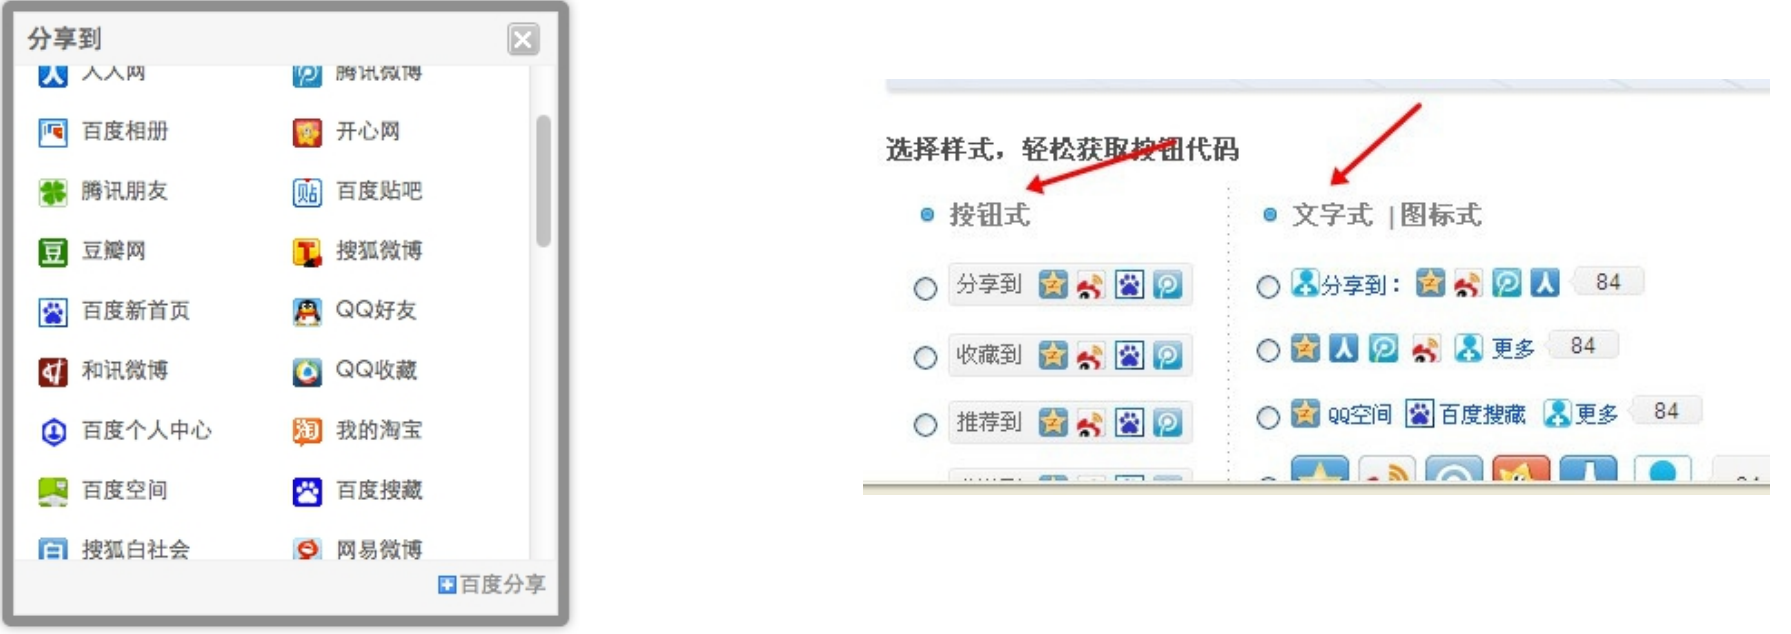 分享到
人人网 腾讯微博
百度相册 开心网
腾讯朋友 百度贴吧
豆瓣网 搜狐微博
百度新首页 QQ好友
和讯微博 QQ收藏
百度个人中心 我的淘宝
百度空间 百度搜藏
搜狐白社会 网易微博
百度分享
选择样式，轻松获取按钮代码
按钮式
分享到
收藏到
推荐到
文字式 |图标式
分享到： 84
更多 84
QQ空间 百度搜藏 更多 84